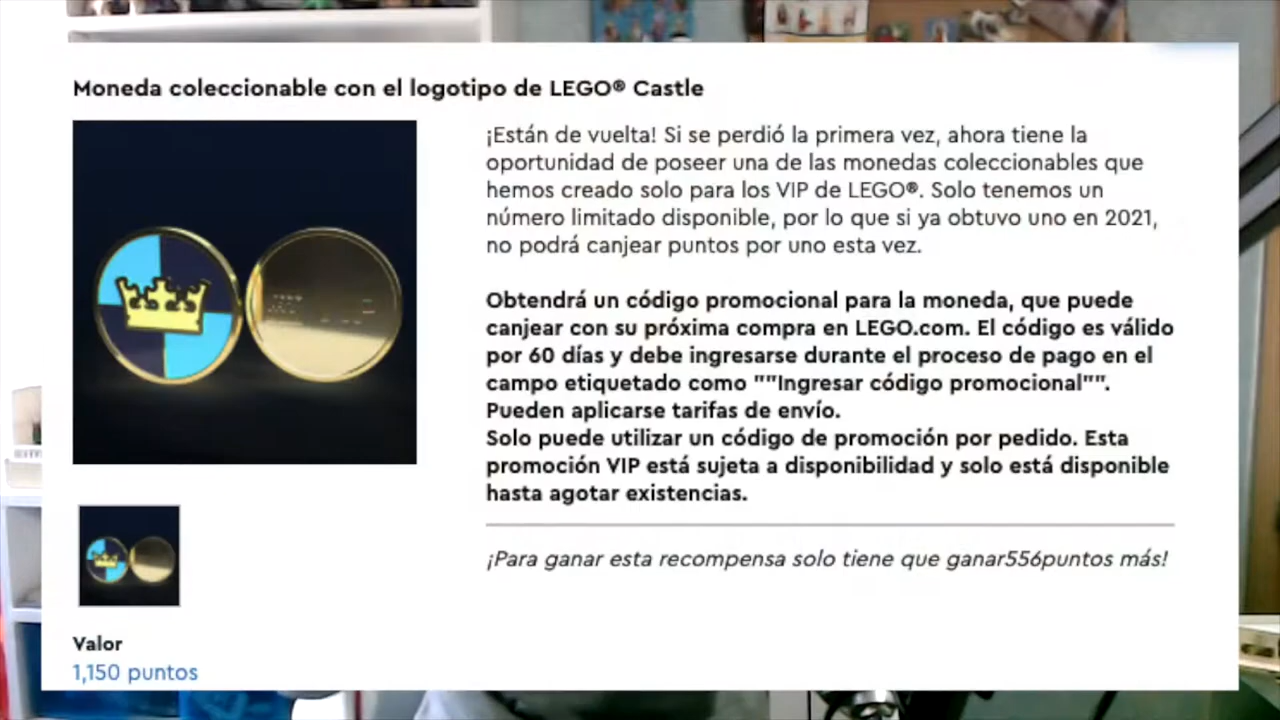 Moneda coleccionable con el logotipo de LEGO® Castle
¡Están de vuelta! Si se perdió la primera vez, ahora tiene la
oportunidad de poseer una de las monedas coleccionables que
hemos creado solo para los VIP de LEGO®. Solo tenemos un
número limitado disponible, por lo que si ya obtuvo uno en 2021,
no podrá canjear puntos por uno esta vez.
Obtendrá un código promocional para la moneda, que puede
canjear con su próxima compra en LEGO.com. El código es válido
por 60 días y debe ingresarse durante el proceso de pago en el
campo etiquetado como ""Ingresar código promocional"".
Pueden aplicarse tarifas de envío.
Solo puede utilizar un código de promoción por pedido. Esta
promoción VIP está sujeta a disponibilidad y solo está disponible
hasta agotar existencias.
¡Para ganar esta recompensa solo tiene que ganar556puntos más!
Valor
1,150 puntos